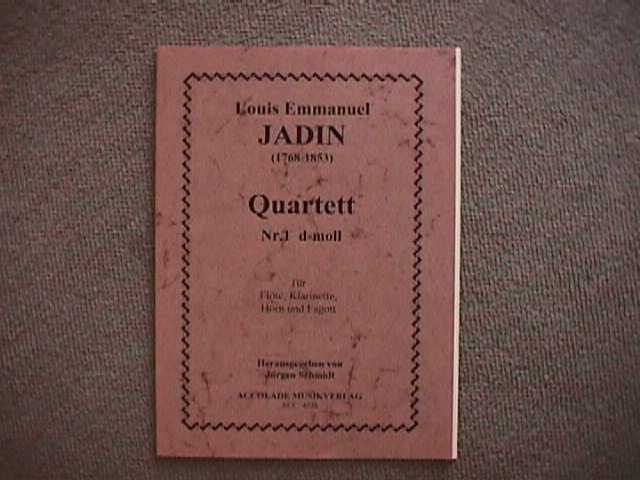 Louis Emmanuel
JADIN
(1768-1853)
Quartett
Nr.1 d-moll
für
Flöte, Klarinette,
Horn und Fagott
Herausgegeben von
Jürgen Schmidt
ACCOLADE MUSIKVERLAG